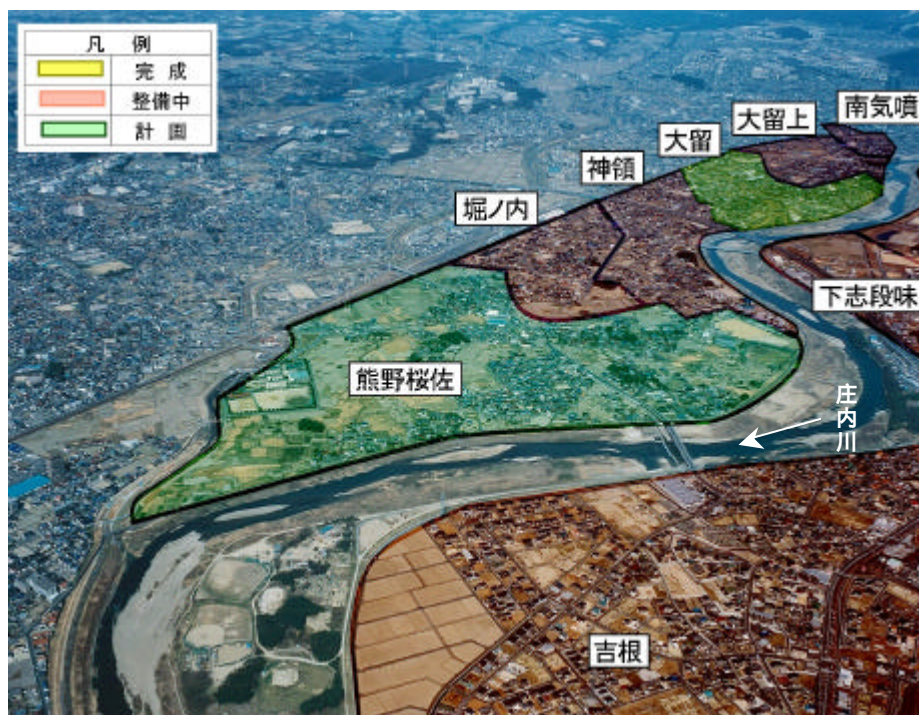 凡 例
完 成
整備中
計 画
南気噴
大留上
大留
神領
堀ノ内
下志段味
熊野桜佐
庄内川
吉根